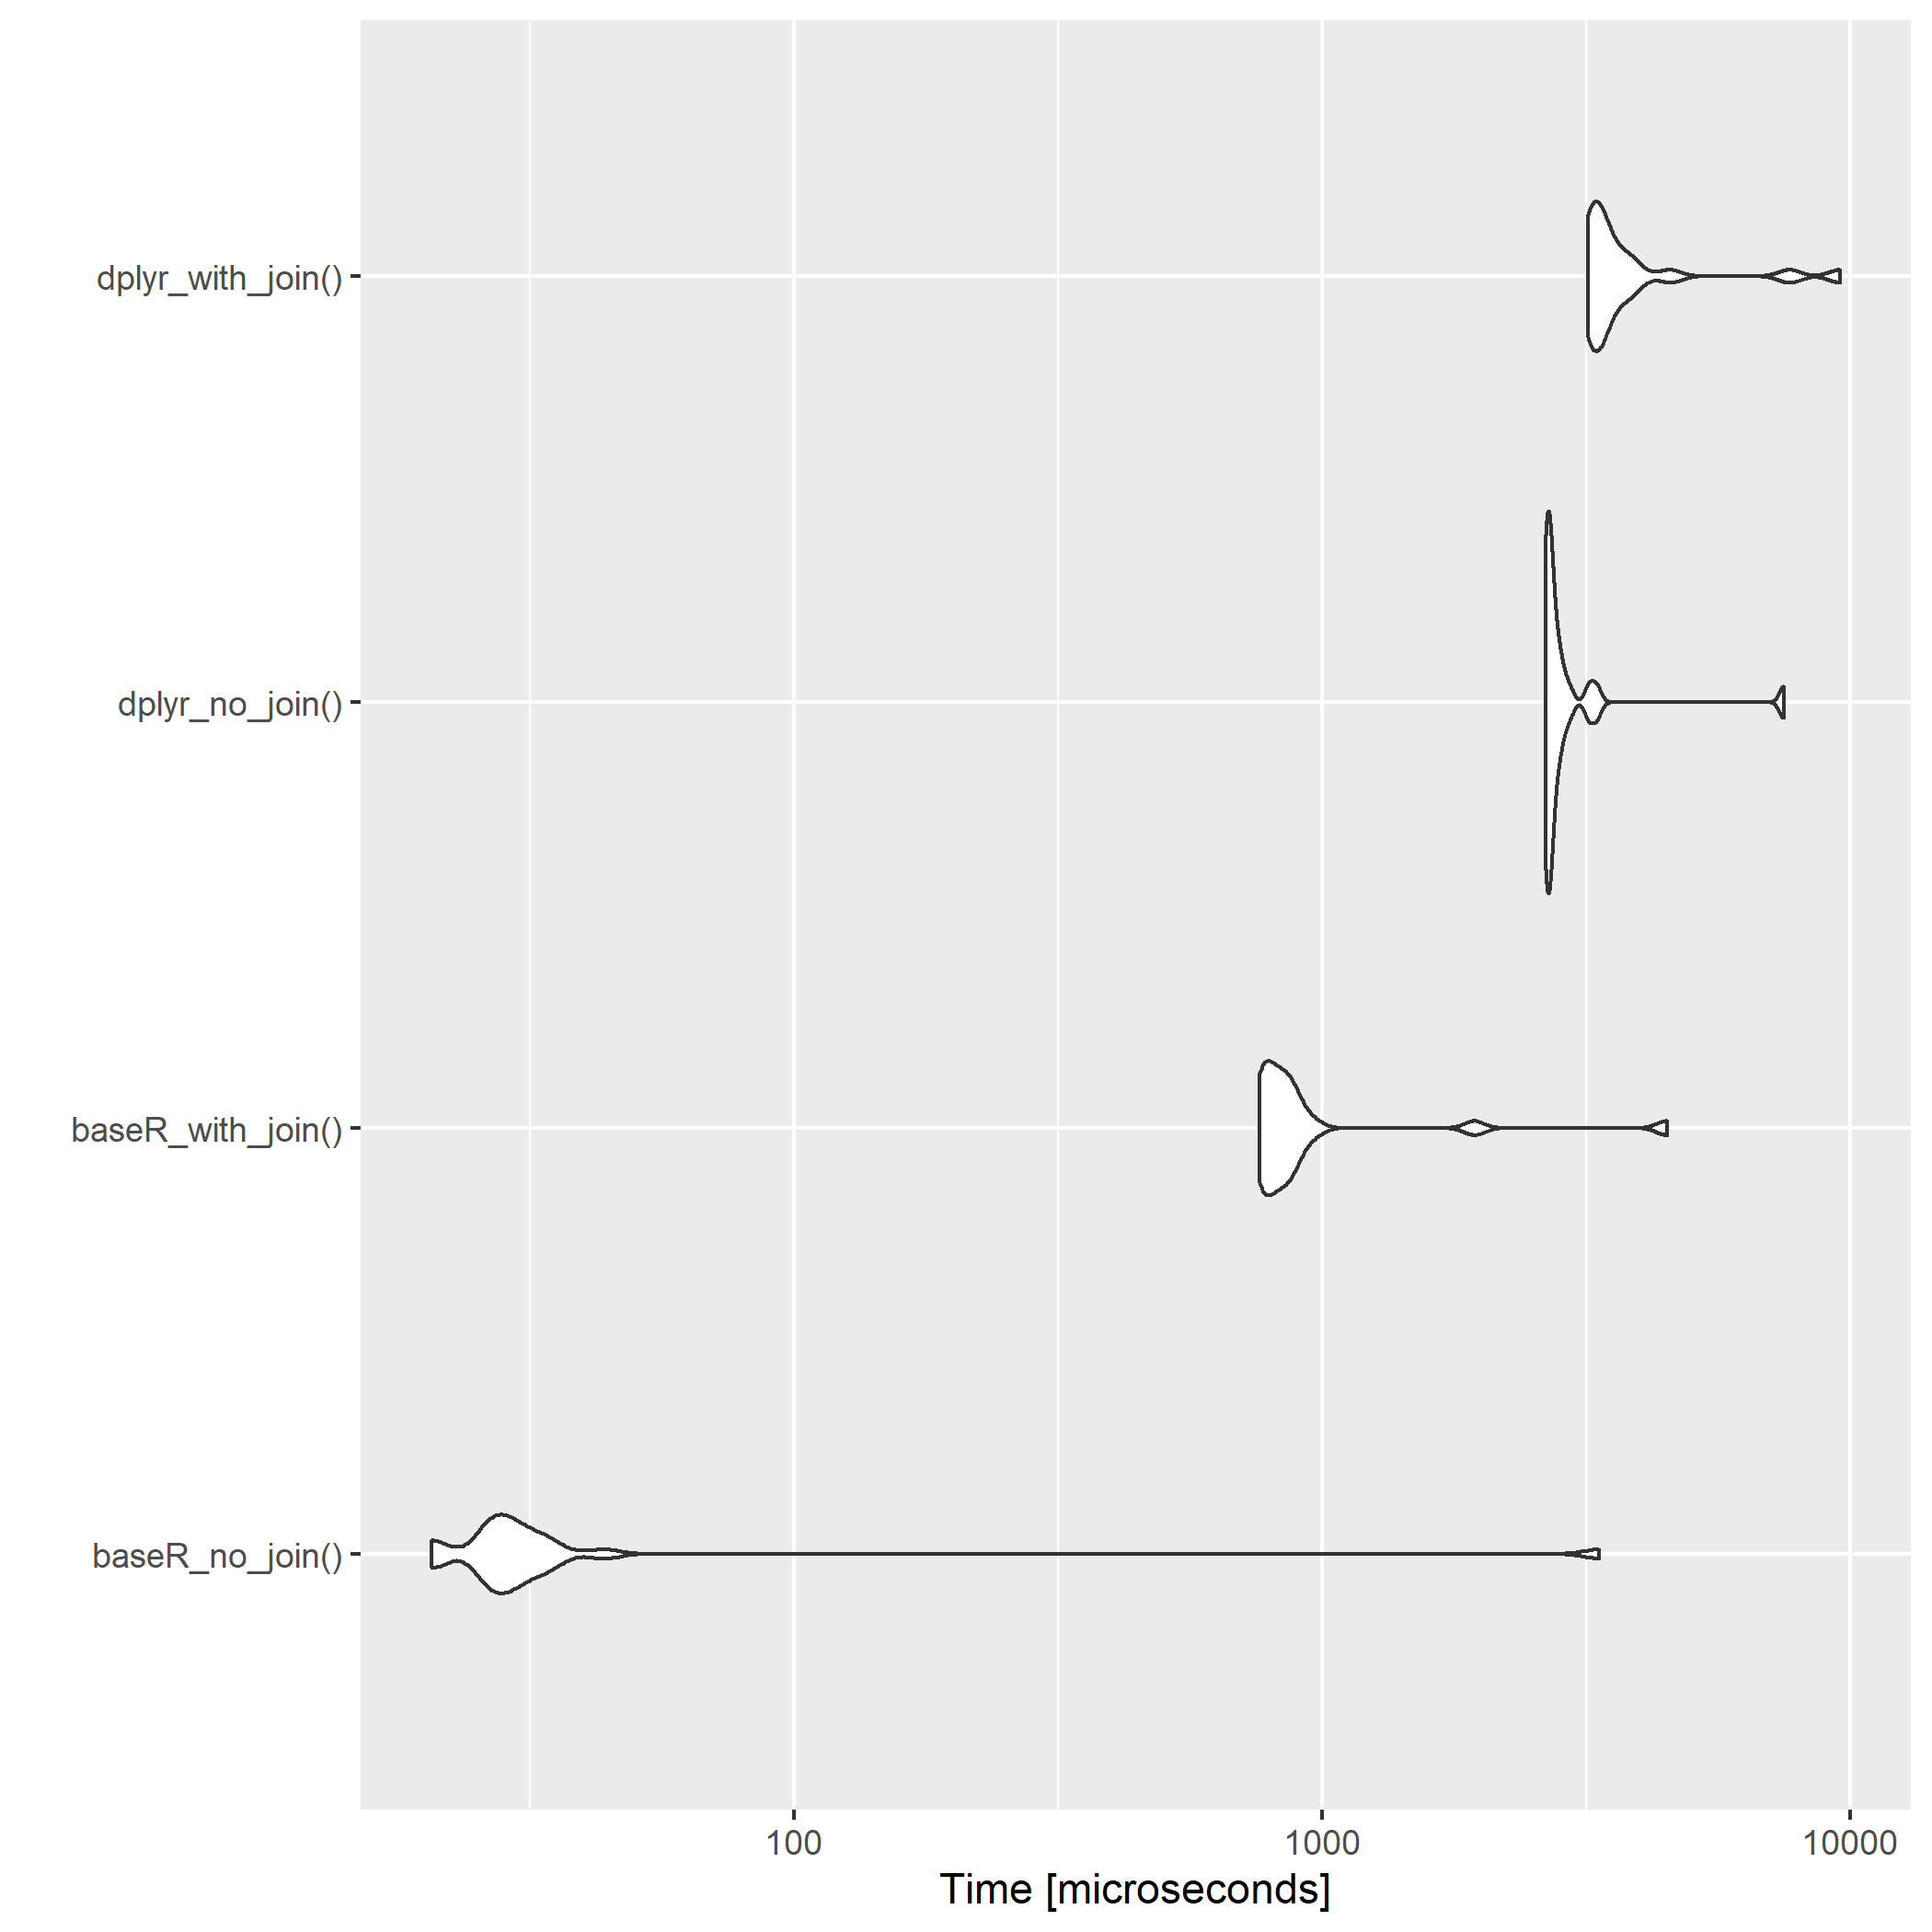 dplyr_with_join()
dplyr_no_join()
baseR_with_join()
baseR_no_join()
100 1000 10000
Time [microseconds]